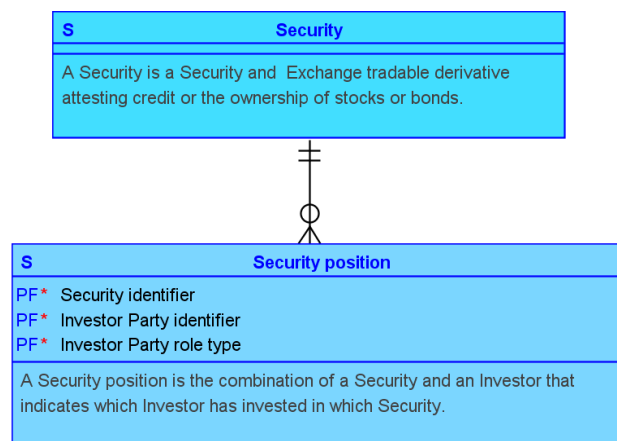 S Security
A Security is a Security and Exchange tradable derivative
attesting credit or the ownership of stocks or bonds.
S Security position
PF* Security identifier
PF* Investor Party identifier
PF* Investor Party role type
A Security position is the combination of a Security and an Investor that
indicates which Investor has invested in which Security.